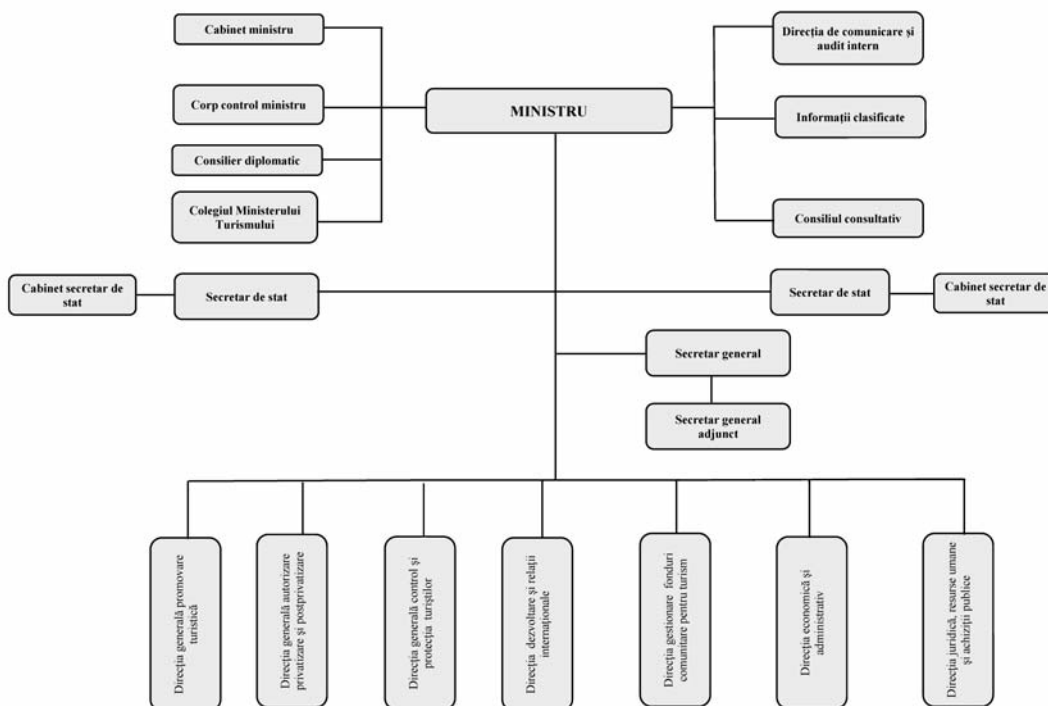 Cabinet ministru
Direcția de comunicare și
audit intern
Corp control ministru
MINISTRU
Informații clasificate
Consilier diplomatic
Colegiul Ministerului
Turismului
Consiliul consultativ
Cabinet secretar de
stat
Secretar de stat
Secretar de stat
Cabinet secretar de
stat
Secretar general
Secretar general
adjunct
Direcția generală promovare
turistică
Direcția generală autorizare
privatizare și postprivatizare
Direcția generală control și
protecția turiștilor
Direcția dezvoltare și relații
internaționale
Direcția gestionare fonduri
comunitare pentru turism
Direcția economică și
administrativ
Direcția juridică, resurse umane
și achiziții publice